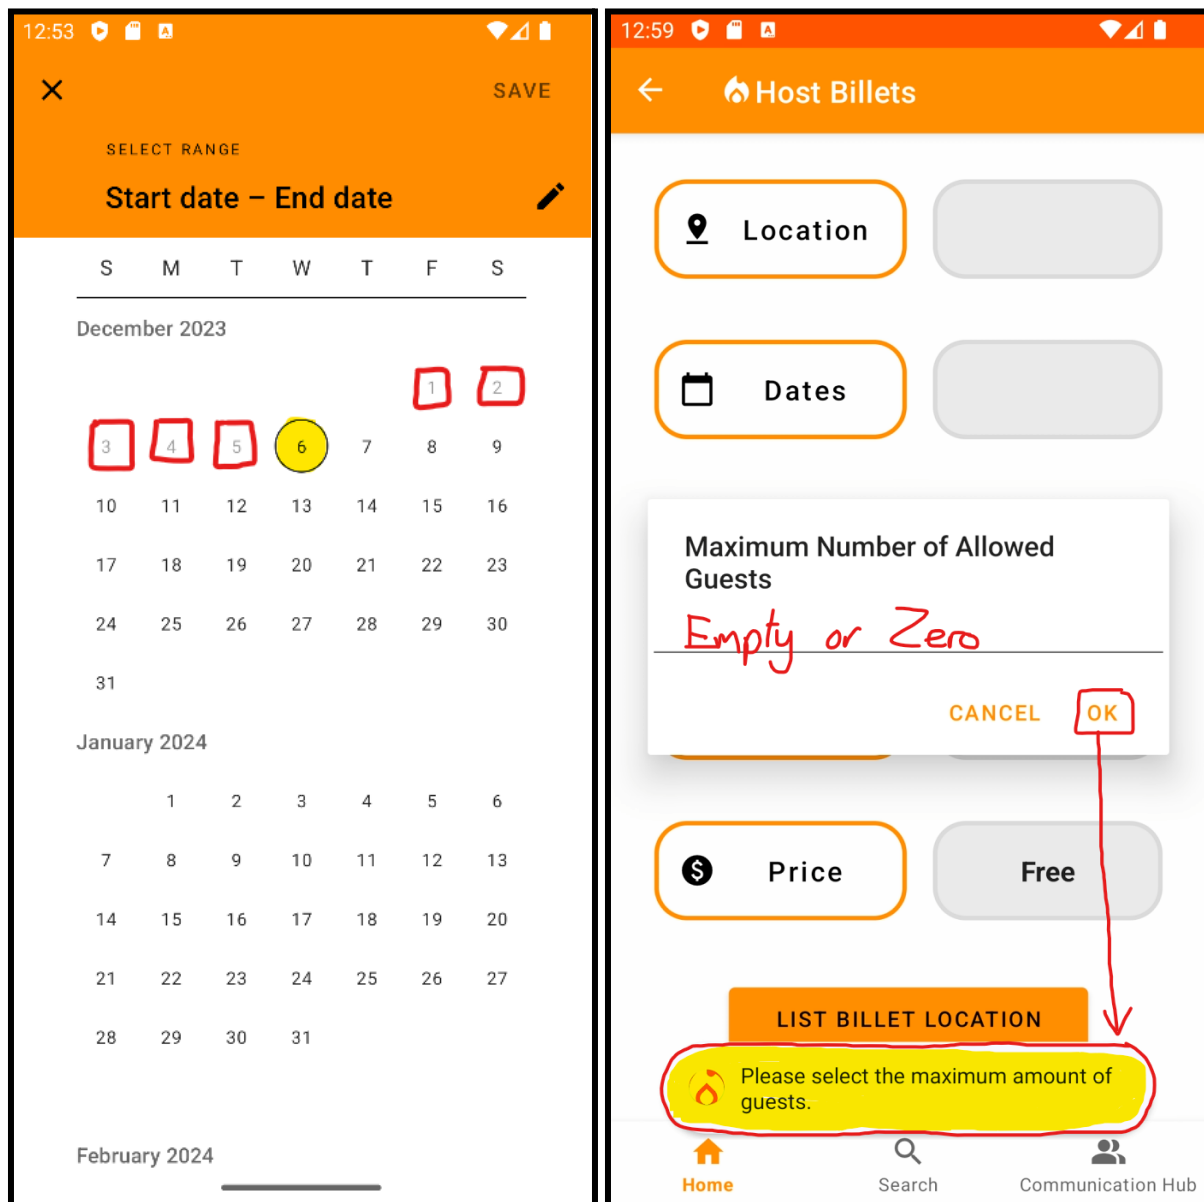 12:53
SAVE
SELECT RANGE
Start date – End date
S M T W T F S
December 2023
1 2
3 4 5 6 7 8 9
10 11 12 13 14 15 16
17 18 19 20 21 22 23
24 25 26 27 28 29 30
31
January 2024
1 2 3 4 5 6
7 8 9 10 11 12 13
14 15 16 17 18 19 20
21 22 23 24 25 26 27
28 29 30 31
February 2024
12:59
Host Billets
Location
Dates
Maximum Number of Allowed
Guests
Empty or Zero
CANCEL OK
Price Free
LIST BILLET LOCATION
Please select the maximum amount of
guests.
Home Search Communication Hub